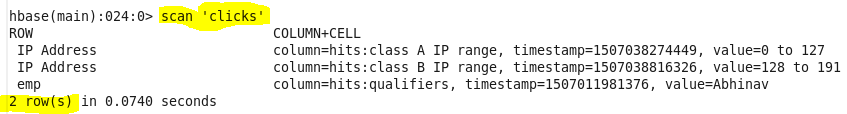 hbase(main):024:0> scan 'clicks'
ROW COLUMN+CELL
IP Address column=hits:class A IP range, timestamp=1507038274449, value=0 to 127
IP Address column=hits:class B IP range, timestamp=1507038816326, value=128 to 191
emp column=hits:qualifiers, timestamp=1507011981376, value=Abhinav
2 row(s) in 0.0740 seconds